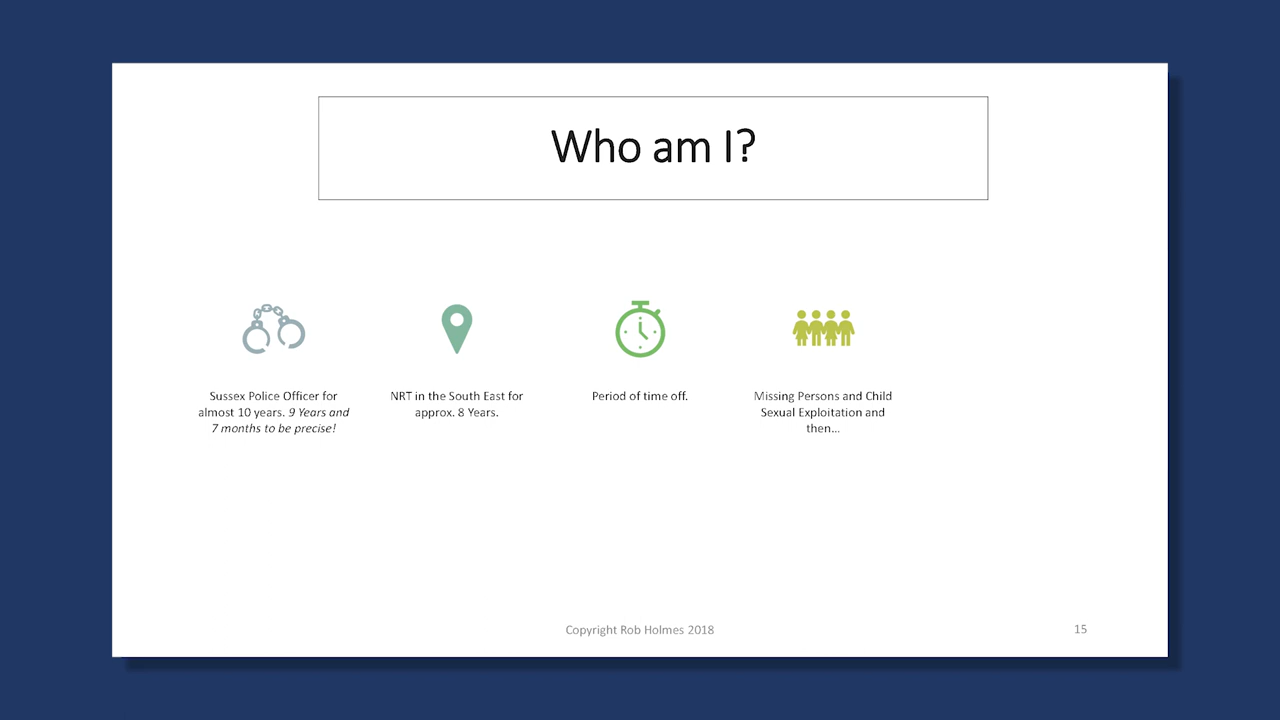 Who am I?
Sussex Police Officer for
almost 10 years. 9 Years and
7 months to be precise!
NRT in the South East for
approx. 8 Years.
Period of time off.
Missing Persons and Child
Sexual Exploitation and
then...
Copyright Rob Holmes 2018
15